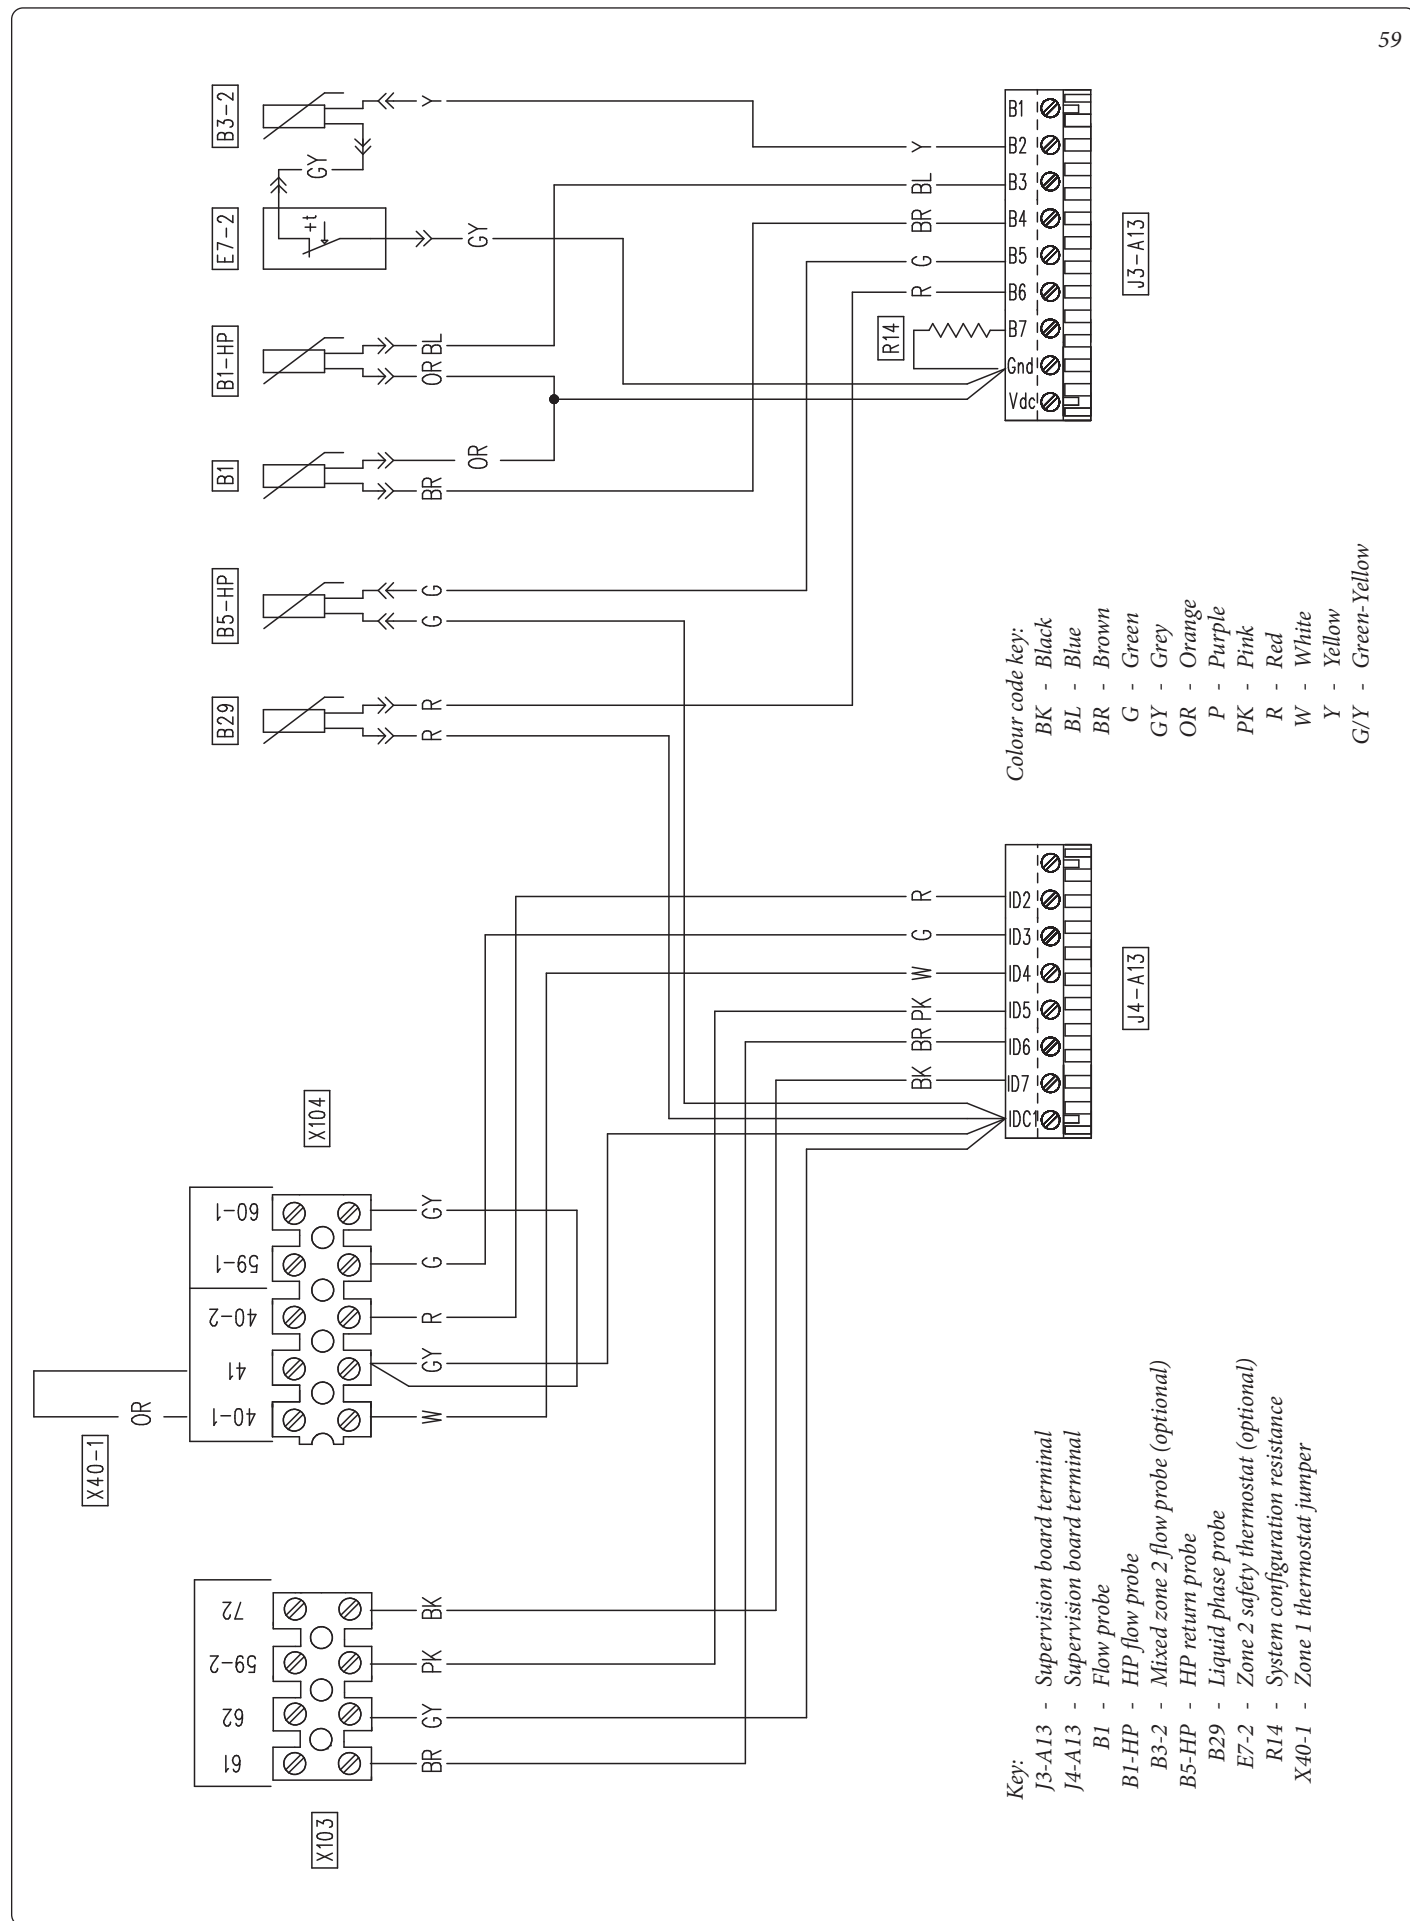 59
B3-2
Y
GY
E7-2
+t
GY
B1-HP
BL
OR
B1
OR
BR
B5-HP
G
G
B29
R
R
Y
BL
BR
G
R
R14
B1
B2
B3
B4
B5
B6
B7
Gnd
Vdc
J3-A13
Colour code key:
BK - Black
BL - Blue
BR - Brown
G - Green
GY - Grey
OR - Orange
P - Purple
PK - Pink
R - Red
W - White
Y - Yellow
G/Y - Green-Yellow
R
G
W
PK
BR
BK
ID2
ID3
ID4
ID5
ID6
ID7
IDC1
J4-A13
X104
60-1
59-1
40-2
41
40-1
GY
G
R
GY
W
OR
X40-1
72
59-2
62
61
BK
PK
GY
BR
X103
Key:
J3-A13 - Supervision board terminal
J4-A13 - Supervision board terminal
B1 - Flow probe
B1-HP - HP flow probe
B3-2 - Mixed zone 2 flow probe (optional)
B5-HP - HP return probe
B29 - Liquid phase probe
E7-2 - Zone 2 safety thermostat (optional)
R14 - System configuration resistance
X40-1 - Zone 1 thermostat jumper